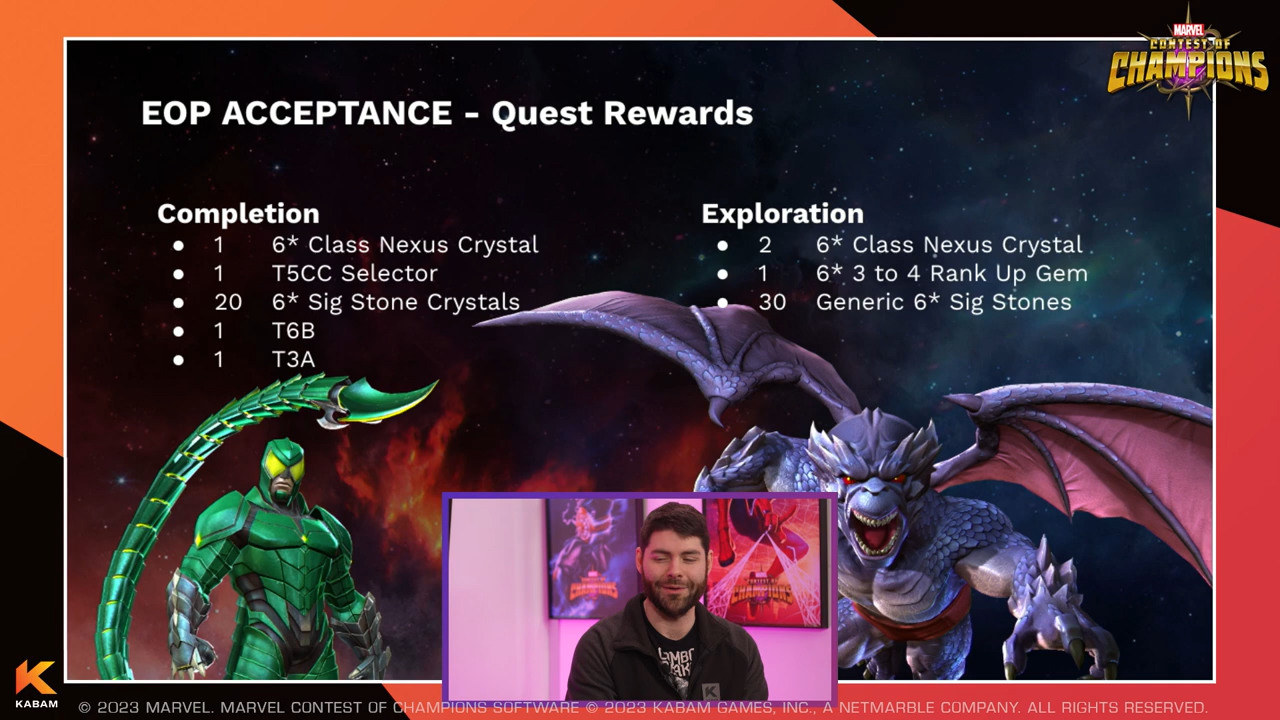 MARVEL
CONTEST OF
CHAMPIONS
EOP ACCEPTANCE - Quest Rewards
Completion
● 1 6* Class Nexus Crystal
● 1 T5CC Selector
● 20 6* Sig Stone Crystals
● 1 T6B
● 1 T3A
Exploration
● 2 6* Class Nexus Crystal
● 1 6* 3 to 4 Rank Up Gem
● 30 Generic 6* Sig Stones
CHAMPIONS
CHAMPIONS
K
KABAM
© 2023 MARVEL. MARVEL CONTEST OF CHAMPIONS SOFTWARE © 2023 KABAM GAMES, INC., A NETMARBLE COMPANY. ALL RIGHTS RESERVED.